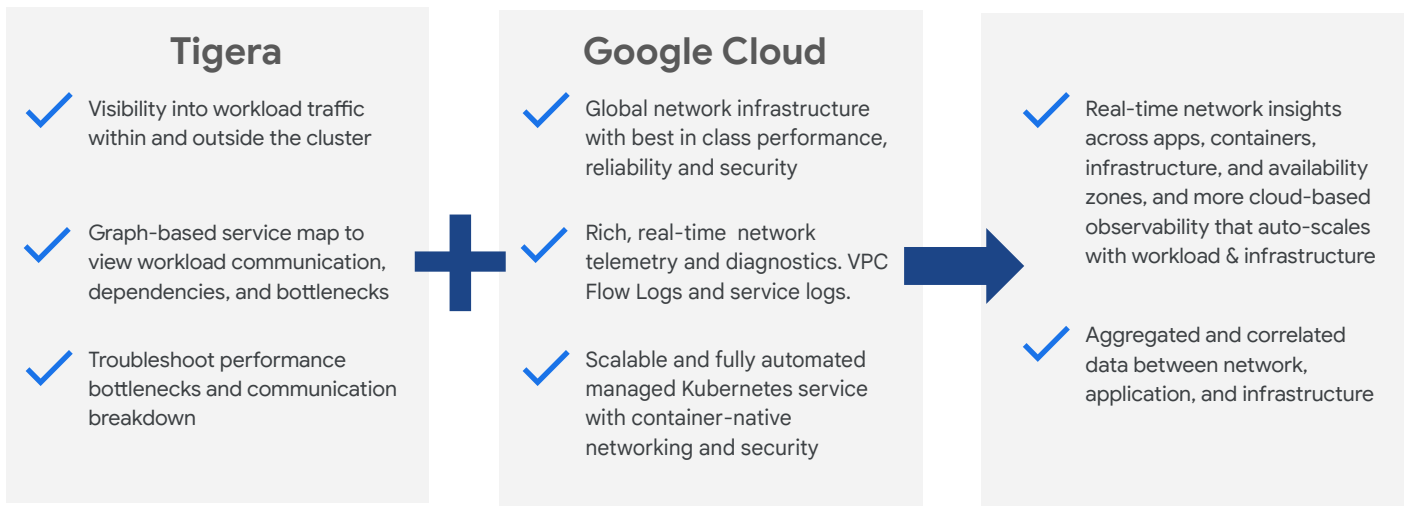 Tigera
Visibility into workload traffic
within and outside the cluster
Graph-based service map to
view workload communication,
dependencies, and bottlenecks
Troubleshoot performance
bottlenecks and communication
breakdown
Google Cloud
Global network infrastructure
with best in class performance,
reliability and security
Rich, real-time  network
telemetry and diagnostics. VPC
Flow Logs and service logs.
Scalable and fully automated
managed Kubernetes service
with container-native
networking and security
Real-time network insights
across apps, containers,
infrastructure, and availability
zones, and more cloud-based
observability that auto-scales
with workload & infrastructure
Aggregated and correlated
data between network,
application, and infrastructure